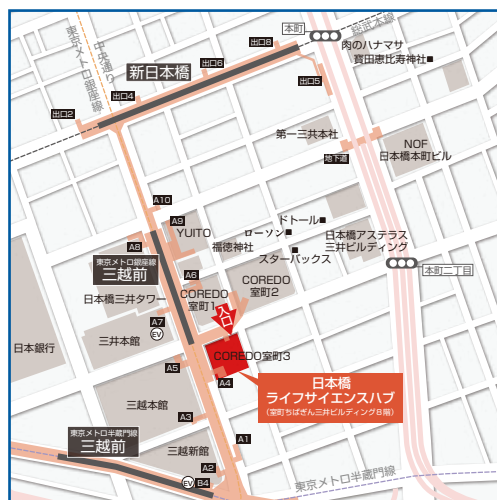 本町
総武本線
出口8
肉のハナマサ
寶田恵比寿神社
東京メトロ銀座線
中央通り
出口6
新日本橋
出口5
出口4
出口2
第一三共本社
地下道
NOF
日本橋本町ビル
A10
A9
YUITO
ドトール
ローソン
福徳神社
スターバックス
日本橋アステラス
三井ビルディング
A8
東京メトロ銀座線
三越前
A6
COREDO
室町1
COREDO
室町2
本町二丁目
日本橋三井タワー
A7
EV
三井本館
日本銀行
入口
COREDO室町3
A5
A4
日本橋
ライフサイエンスハブ
(室町ちばぎん三井ビルディング8階)
三越本館
A3
東京メトロ半蔵門線
三越前
三越新館
A1
A2
EV
B4
東京メトロ半蔵門線